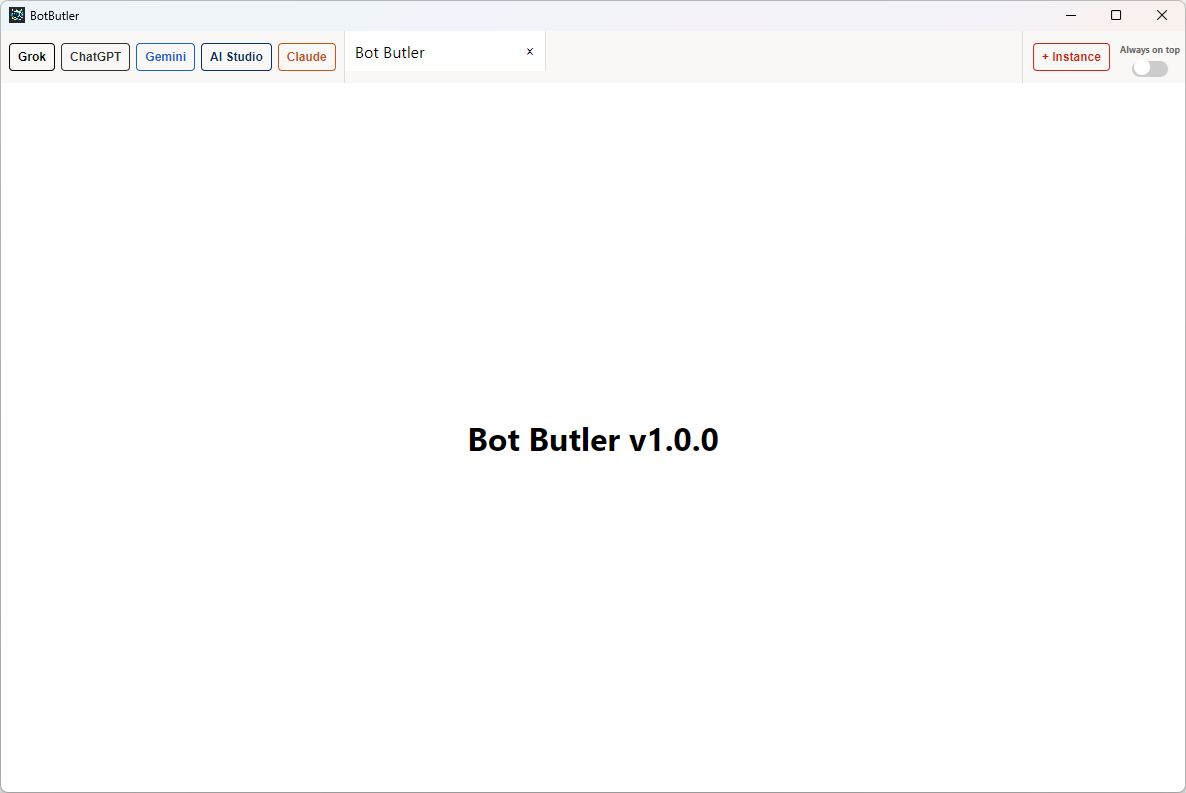 BotButler
Grok ChatGPT Gemini AI Studio Claude Bot Butler × + Instance Always on top
Bot Butler v1.0.0